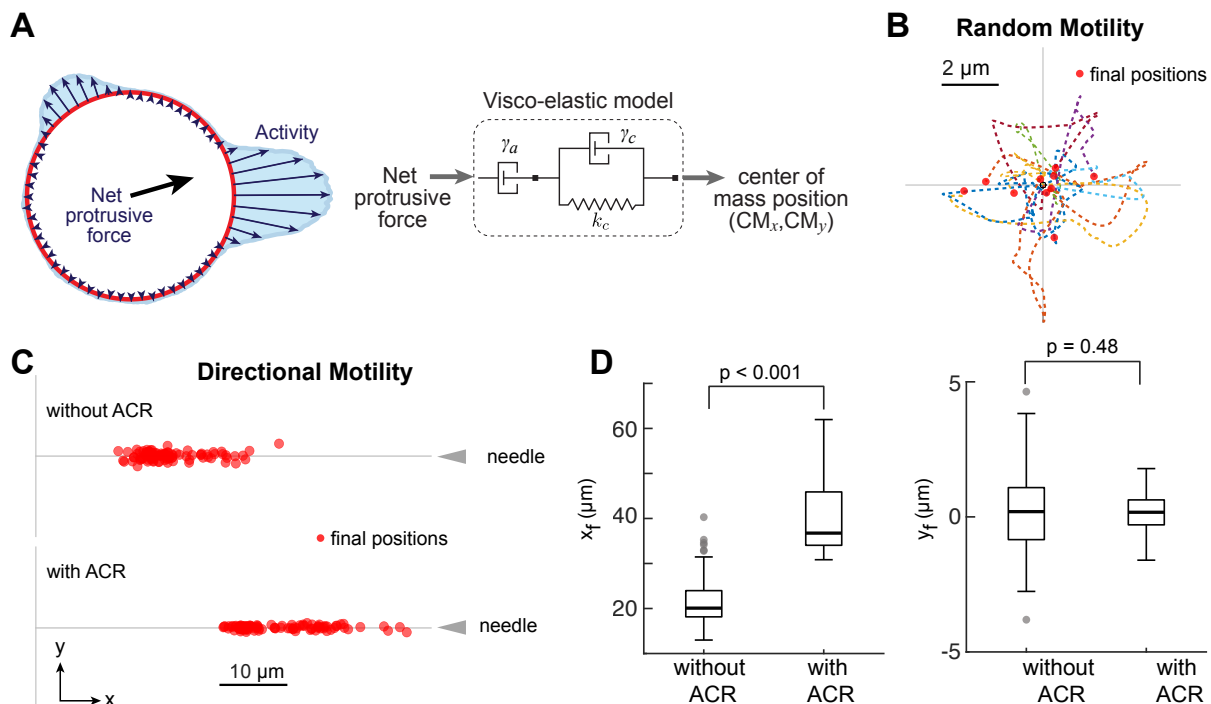 A
Activity
Net
protrusive
force
Visco-elastic model
γa
γc
kc
Net
protrusive
force
center of
mass position
(CMx,CMy)
B
Random Motility
2 μm
final positions
C
Directional Motility
without ACR
needle
final positions
with ACR
needle
y
x
10 μm
D
p < 0.001
xf (μm)
60
40
20
without
ACR
with
ACR
p = 0.48
yf (μm)
5
0
-5
without
ACR
with
ACR